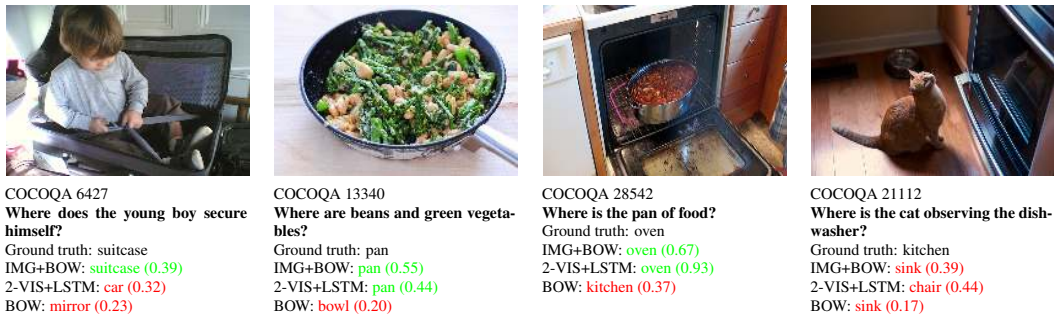 COCOQA 6427
Where does the young boy secure
himself?
Ground truth: suitcase
IMG+BOW: suitcase (0.39)
2-VIS+LSTM: car (0.32)
BOW: mirror (0.23)
COCOQA 13340
Where are beans and green vegeta-
bles?
Ground truth: pan
IMG+BOW: pan (0.55)
2-VIS+LSTM: pan (0.44)
BOW: bowl (0.20)
COCOQA 28542
Where is the pan of food?
Ground truth: oven
IMG+BOW: oven (0.67)
2-VIS+LSTM: oven (0.93)
BOW: kitchen (0.37)
COCOQA 21112
Where is the cat observing the dish-
washer?
Ground truth: kitchen
IMG+BOW: sink (0.39)
2-VIS+LSTM: chair (0.44)
BOW: sink (0.17)